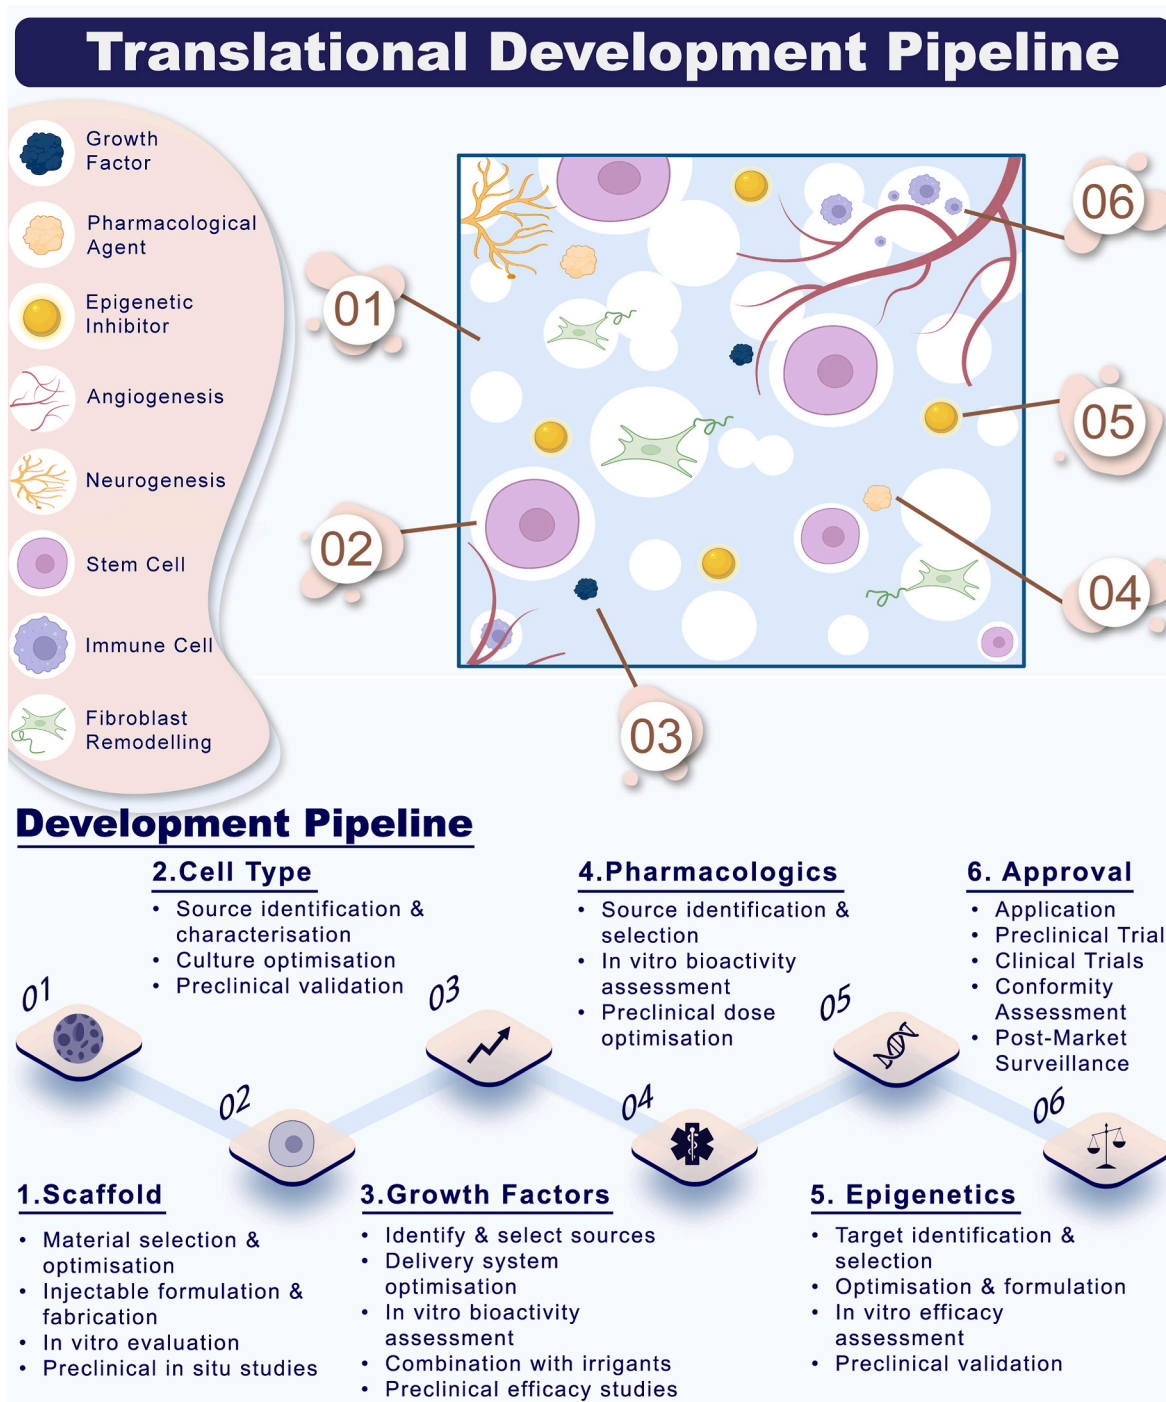 Translational Development Pipeline
Growth
Factor
Pharmacological
Agent
Epigenetic
Inhibitor
Angiogenesis
Neurogenesis
Stem Cell
Immune Cell
Fibroblast
Remodelling
01
02
03
04
05
06
Development Pipeline
2.Cell Type
• Source identification &
characterisation
• Culture optimisation
• Preclinical validation
4.Pharmacologics
• Source identification &
selection
• In vitro bioactivity
assessment
• Preclinical dose
optimisation
6. Approval
• Application
• Preclinical Trial
• Clinical Trials
• Conformity
Assessment
• Post-Market
Surveillance
01
02
03
04
05
06
1.Scaffold
• Material selection &
optimisation
• Injectable formulation &
fabrication
• In vitro evaluation
• Preclinical in situ studies
3.Growth Factors
• Identify & select sources
• Delivery system
optimisation
• In vitro bioactivity
assessment
• Combination with irrigants
• Preclinical efficacy studies
5. Epigenetics
• Target identification &
selection
• Optimisation & formulation
• In vitro efficacy
assessment
• Preclinical validation